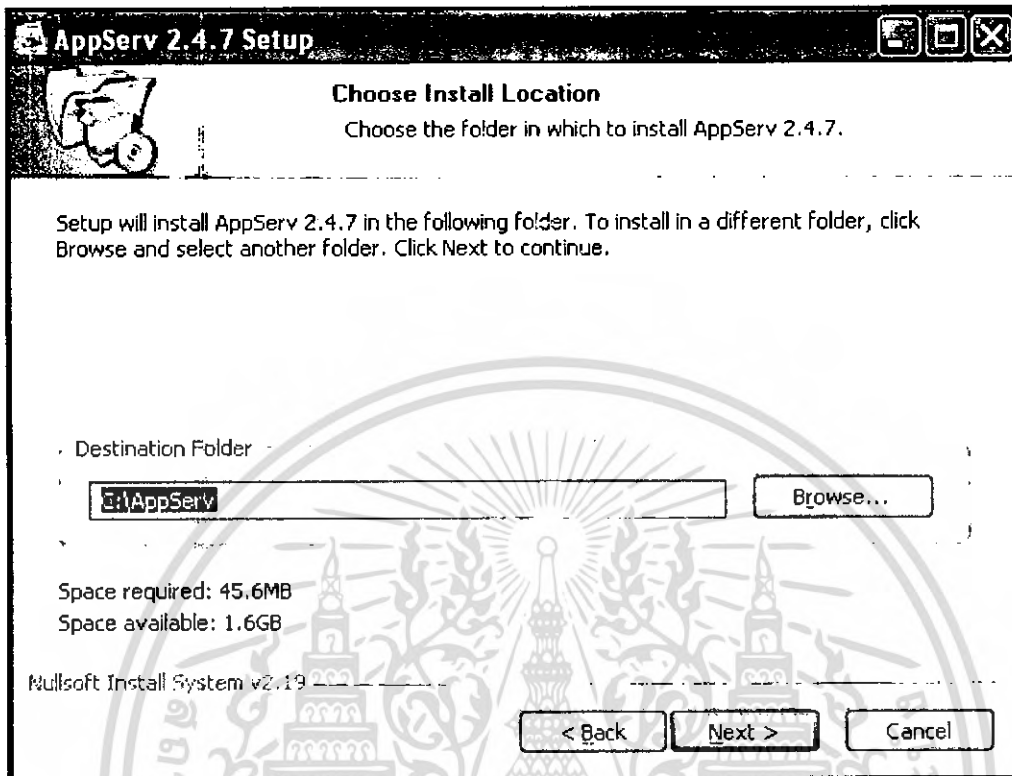 AppServ 2.4.7 Setup
Choose Install Location
Choose the folder in which to install AppServ 2.4.7.
Setup will install AppServ 2.4.7 in the following folder. To install in a different folder, click
Browse and select another folder. Click Next to continue.
Destination Folder
C:\AppServ
Browse...
Space required: 45.6MB
Space available: 1.6GB
Nullsoft Install System v2.19
< Back
Next >
Cancel